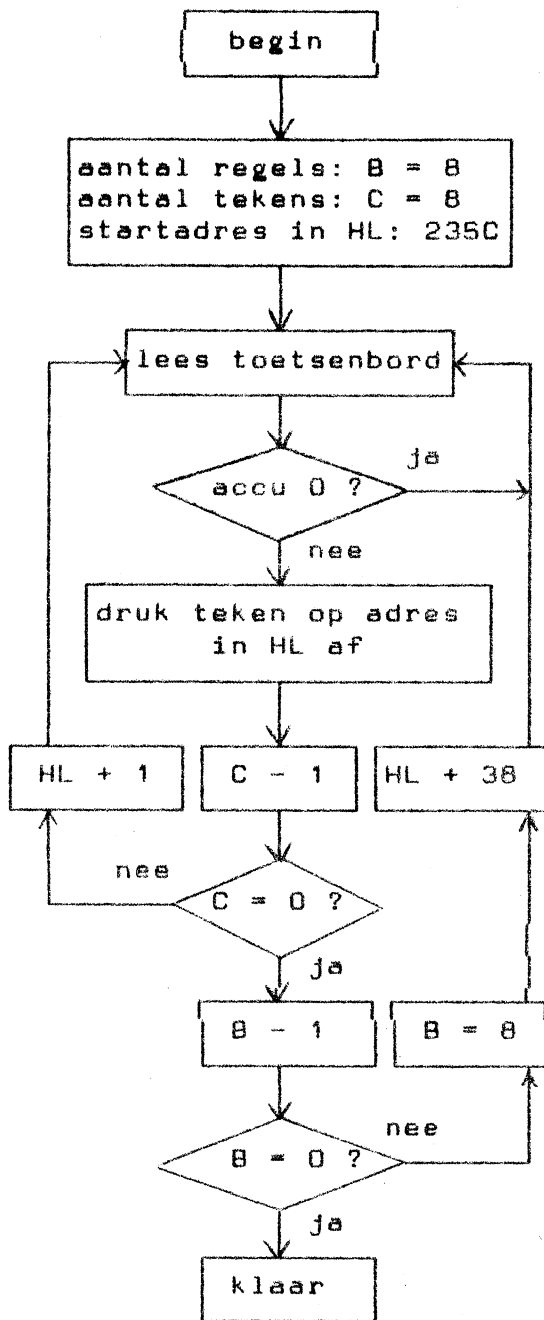 begin
aantal regels: B = 8
aantal tekens: C = 8
startadres in HL: 235C
lees toetsenbord
ja
accu 0 ?
nee
druk teken op adres
in HL af
HL + 1
C - 1
HL + 38
nee
C = 0 ?
ja
B - 1
B = 8
nee
B = 0 ?
ja
klaar